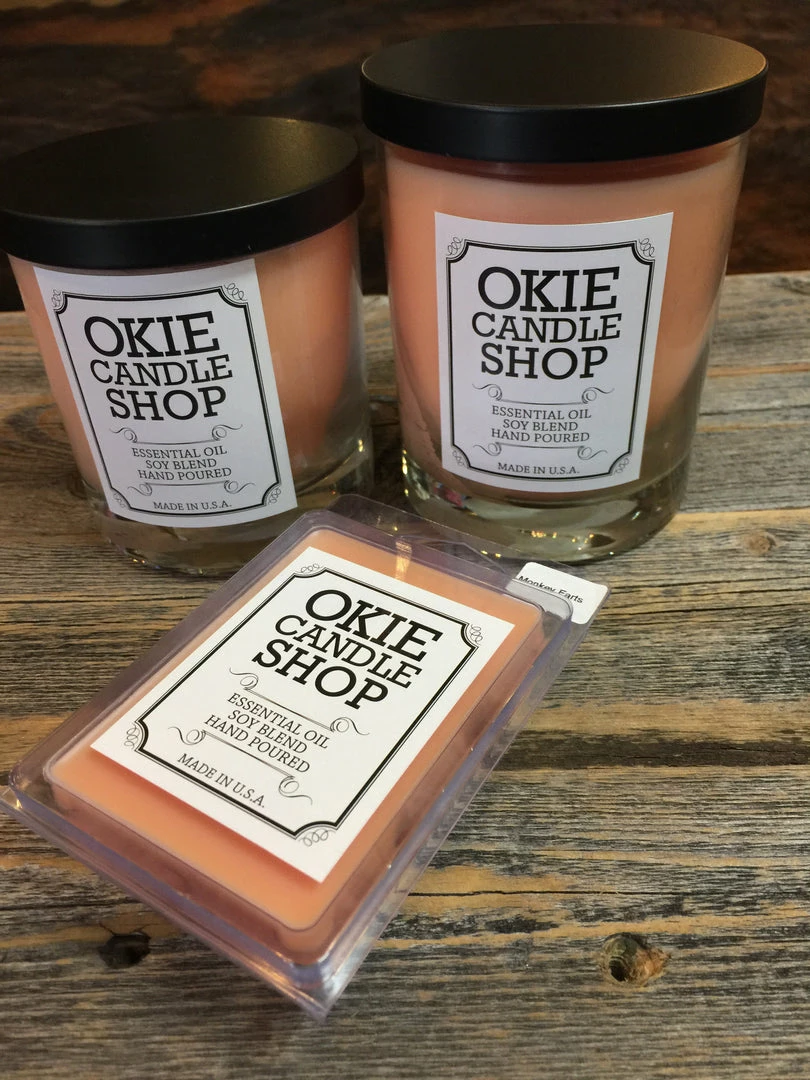 OKIE
CANDLE
SHOP
ESSENTIAL OIL
SOY BLEND
HAND POURED
MADE IN U.S.A.
OKIE
CANDLE
SHOP
ESSENTIAL OIL
SOY BLEND
HAND POURED
MADE IN U.S.A.
Monkey Farts
OKIE
CANDLE
SHOP
ESSENTIAL OIL
SOY BLEND
HAND POURED
MADE IN U.S.A.